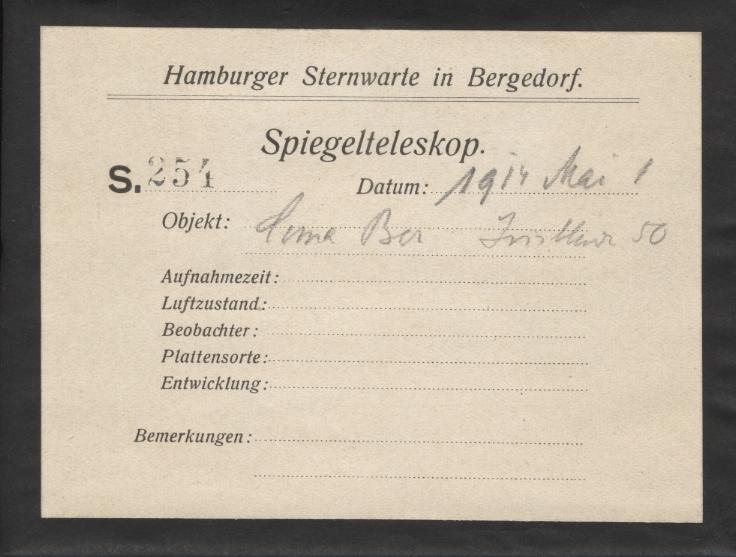 Hamburger Sternwarte in Bergedorf.
Spiegelteleskop.
S. 254
Datum: 1914 Mai 1
Objekt: Coma Ber 50
Aufnahmezeit:
Luftzustand:
Beobachter:
Plattensorte:
Entwicklung:
Bemerkungen: